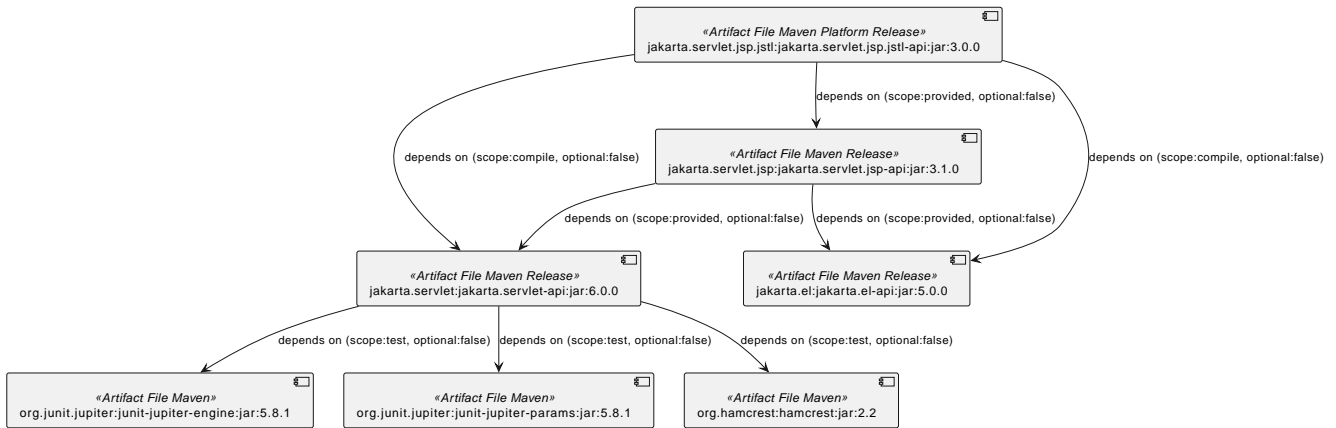 «Artifact File Maven Platform Release»
jakarta.servlet.jsp.jstl:jakarta.servlet.jsp.jstl-api:jar:3.0.0
depends on (scope:provided, optional:false)
depends on (scope:compile, optional:false)
depends on (scope:compile, optional:false)
«Artifact File Maven Release»
jakarta.servlet.jsp:jakarta.servlet.jsp-api:jar:3.1.0
depends on (scope:provided, optional:false)
depends on (scope:provided, optional:false)
«Artifact File Maven Release»
jakarta.servlet:jakarta.servlet-api:jar:6.0.0
«Artifact File Maven Release»
jakarta.el:jakarta.el-api:jar:5.0.0
depends on (scope:test, optional:false)
depends on (scope:test, optional:false)
depends on (scope:test, optional:false)
«Artifact File Maven»
org.junit.jupiter:junit-jupiter-engine:jar:5.8.1
«Artifact File Maven»
org.junit.jupiter:junit-jupiter-params:jar:5.8.1
«Artifact File Maven»
org.hamcrest:hamcrest:jar:2.2